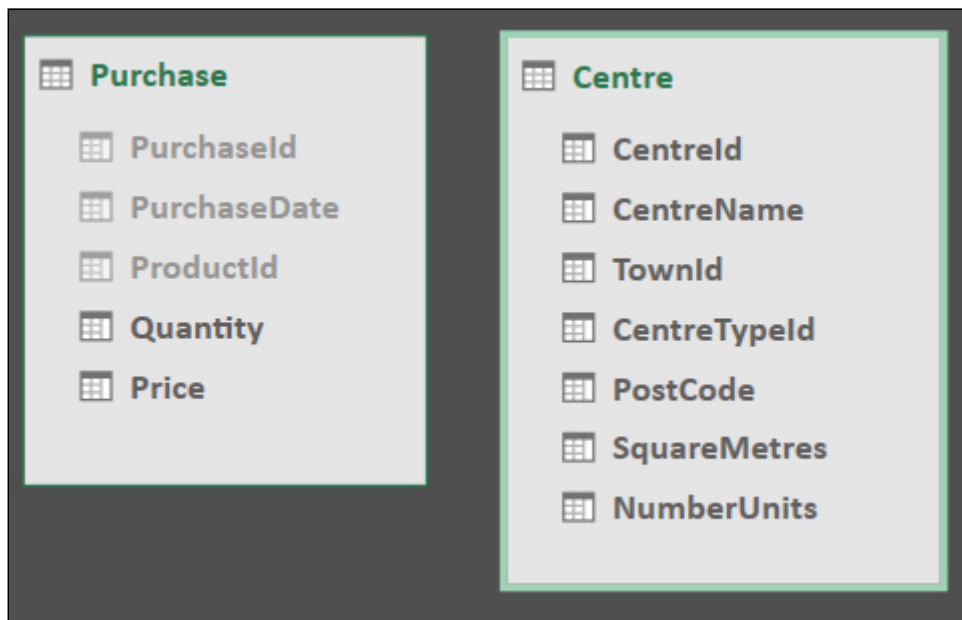 Purchase
PurchaseId
PurchaseDate
ProductId
Quantity
Price
Centre
CentreId
CentreName
TownId
CentreTypeId
PostCode
SquareMetres
NumberUnits